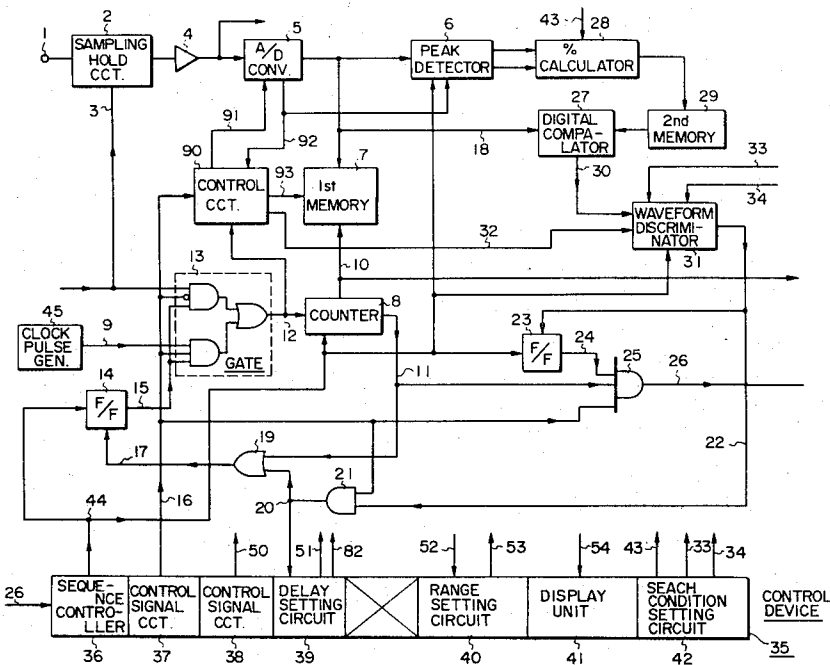 1
2
SAMPLING
HOLD
CCT.
4
5
A/D
CONV.
6
PEAK
DETECTOR
43
28
%
CALCULATOR
3
91
92
27
DIGITAL
COMPA-
LATOR
29
2nd
MEMORY
18
90
CONTROL
CCT.
93
7
1st
MEMORY
30
33
34
32
WAVEFORM
DISCRIMI-
NATOR
31
10
13
45
CLOCK
PULSE
GEN.
9
12
8
COUNTER
GATE
23
F/F
24
25
26
14
F/F
15
11
17
19
22
16
20
21
44
50
51
82
52
53
54
43
33
34
26
SEQUE-
NCE
CONTRO-
LLER
CONTROL
SIGNAL
CCT.
CONTROL
SIGNAL
CCT.
DELAY
SETTING
CIRCUIT
RANGE
SETTING
CIRCUIT
DISPLAY
UNIT
SEACH
CONDITION
SETTING
CIRCUIT
CONTROL
DEVICE
35
36
37
38
39
40
41
42